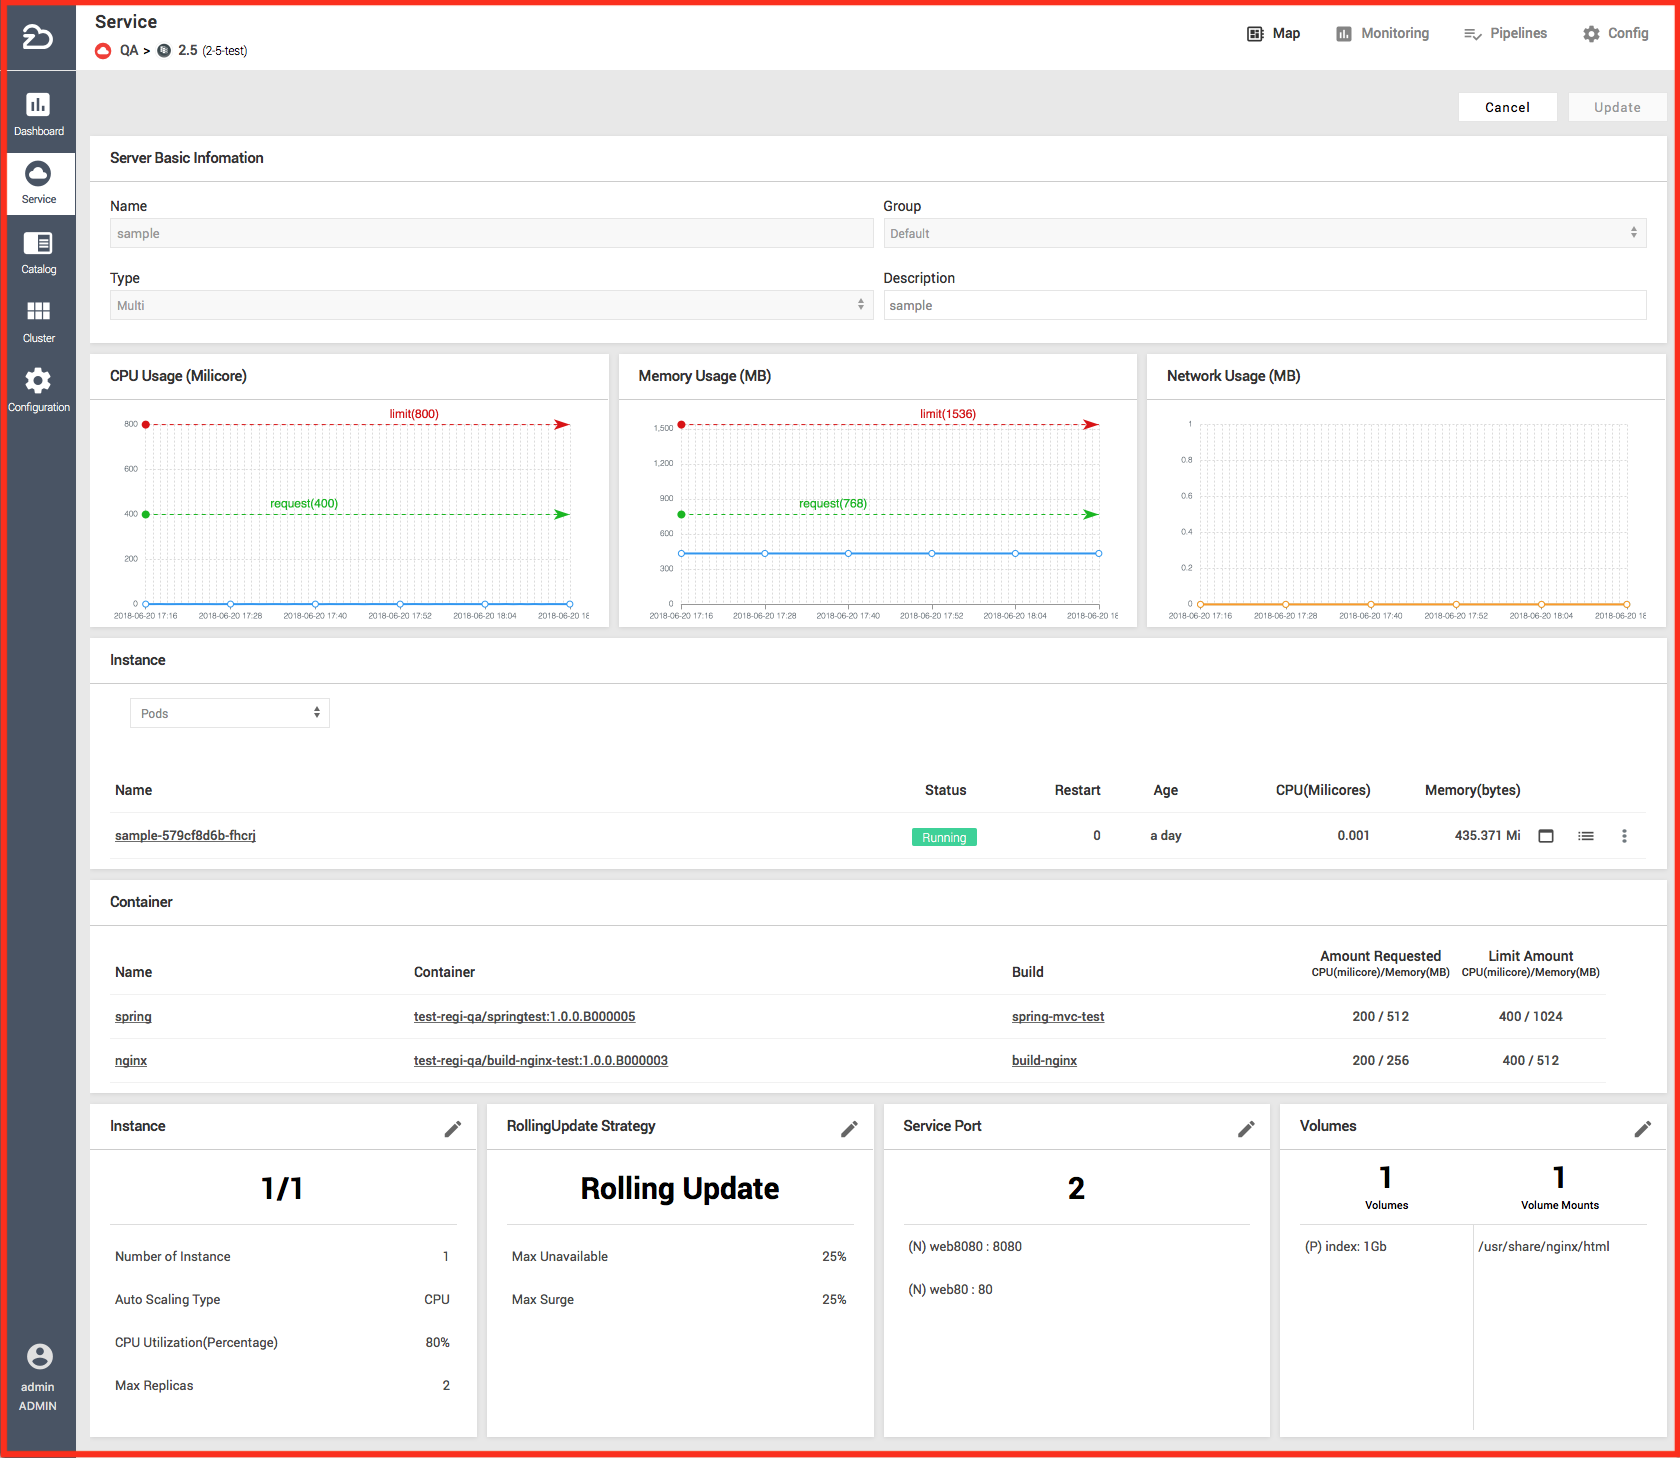 Service
QA > 2.5 (2-5-test)
Map
Monitoring
Pipelines
Config
Dashboard
Service
Catalog
Cluster
Configuration
admin
ADMIN
Cancel
Update
Server Basic Infomation
Name
Group
sample
Default
Type
Description
Multi
sample
CPU Usage (Milicore)
limit(800)
800
600
request(400)
400
200
0
2018-06-20 17:16 2018-06-20 17:28 2018-06-20 17:40 2018-06-20 17:52 2018-06-20 18:04 2018-06-20 18
Memory Usage (MB)
limit(1536)
1,500
1,200
900
request(768)
600
300
0
2018-06-20 17:16 2018-06-20 17:28 2018-06-20 17:40 2018-06-20 17:52 2018-06-20 18:04 2018-06-20 18
Network Usage (MB)
1
0.8
0.6
0.4
0.2
0
2018-06-20 17:16 2018-06-20 17:28 2018-06-20 17:40 2018-06-20 17:52 2018-06-20 18:04 2018-06-20 18
Instance
Pods
Name Status Restart Age CPU(Milicores) Memory(bytes)
sample-579cf8d6b-fhcrj Running 0 a day 0.001 435.371 Mi
Container
Name Container Build Amount Requested Limit Amount
CPU(milicore)/Memory(MB) CPU(milicore)/Memory(MB)
spring test-regi-qa/springtest:1.0.0.B000005 spring-mvc-test 200 / 512 400 / 1024
nginx test-regi-qa/build-nginx-test:1.0.0.B000003 build-nginx 200 / 256 400 / 512
Instance
1/1
Number of Instance 1
Auto Scaling Type CPU
CPU Utilization(Percentage) 80%
Max Replicas 2
RollingUpdate Strategy
Rolling Update
Max Unavailable 25%
Max Surge 25%
Service Port
2
(N) web8080 : 8080
(N) web80 : 80
Volumes
1 1
Volumes Volume Mounts
(P) index: 1Gb /usr/share/nginx/html